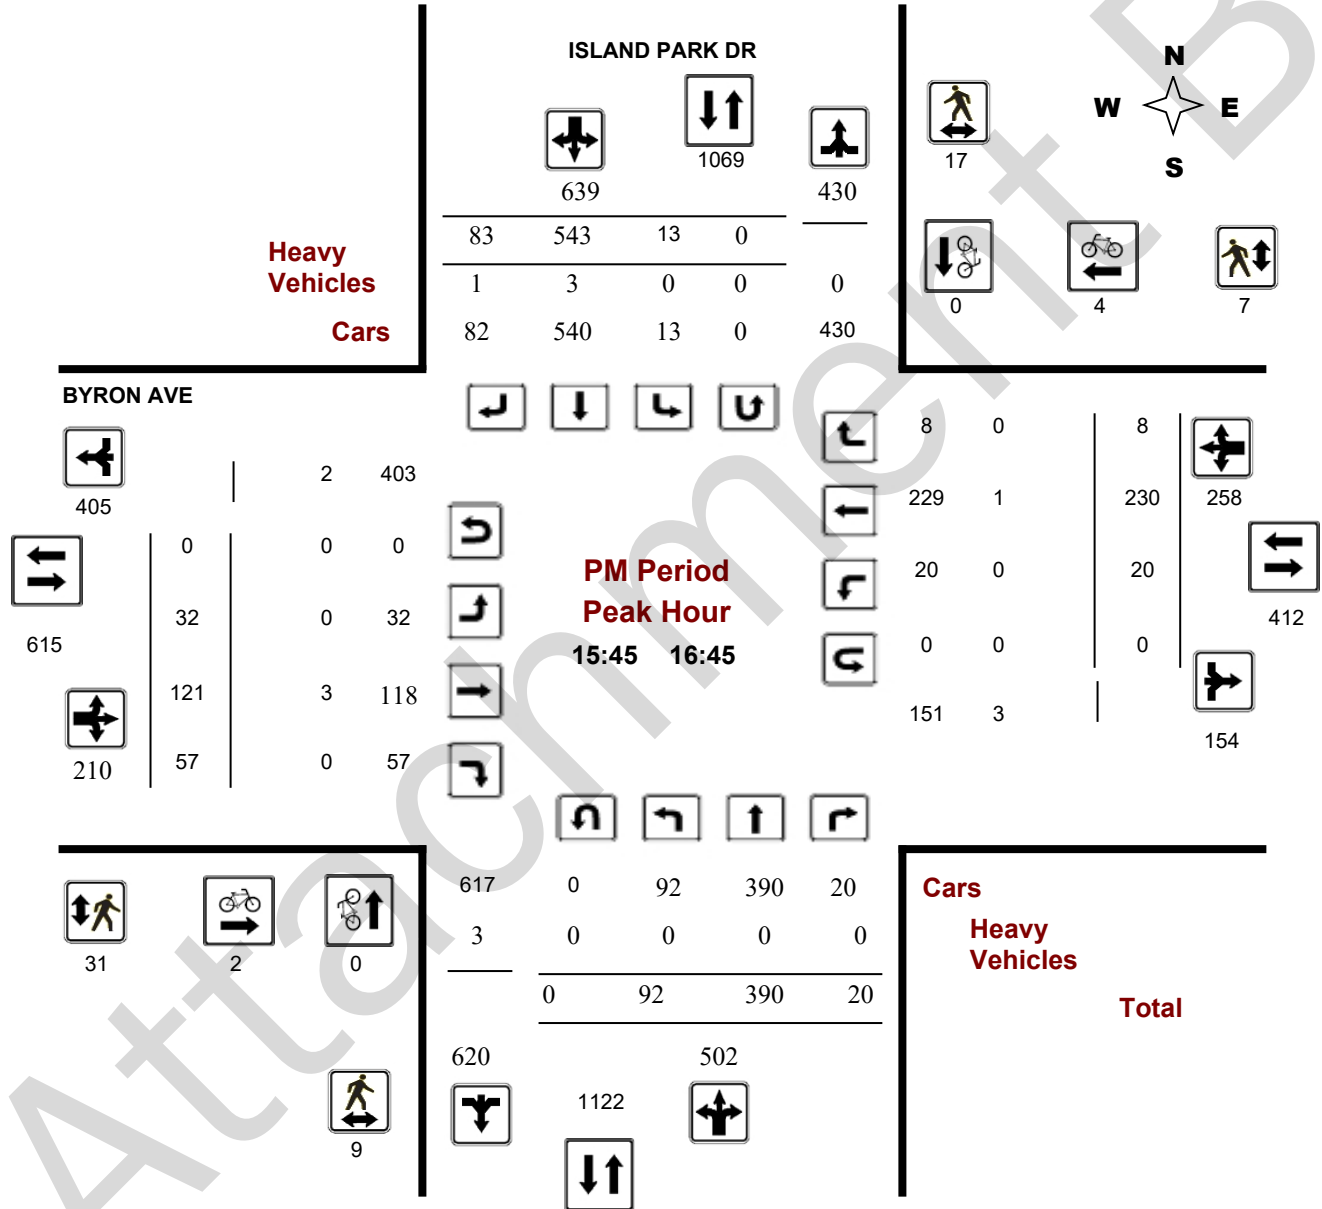 ISLAND PARK DR
N
W E
S
1069
17
639 430
83 543 13 0
Heavy
Vehicles
1 3 0 0 0
0 4 7
Cars
82 540 13 0 430
BYRON AVE
8 0 8
2 403
405
229 1 230 258
0 0 0
PM Period
20 0 20
Peak Hour
32 0 32
412
615
15:45 16:45
0 0 0
121 3 118
151 3
154
210 57 0 57
617 0 92 390 20
Cars
3 0 0 0 0
Heavy
Vehicles
31 2 0
0 92 390 20
Total
620 502
1122
9
Attachment B